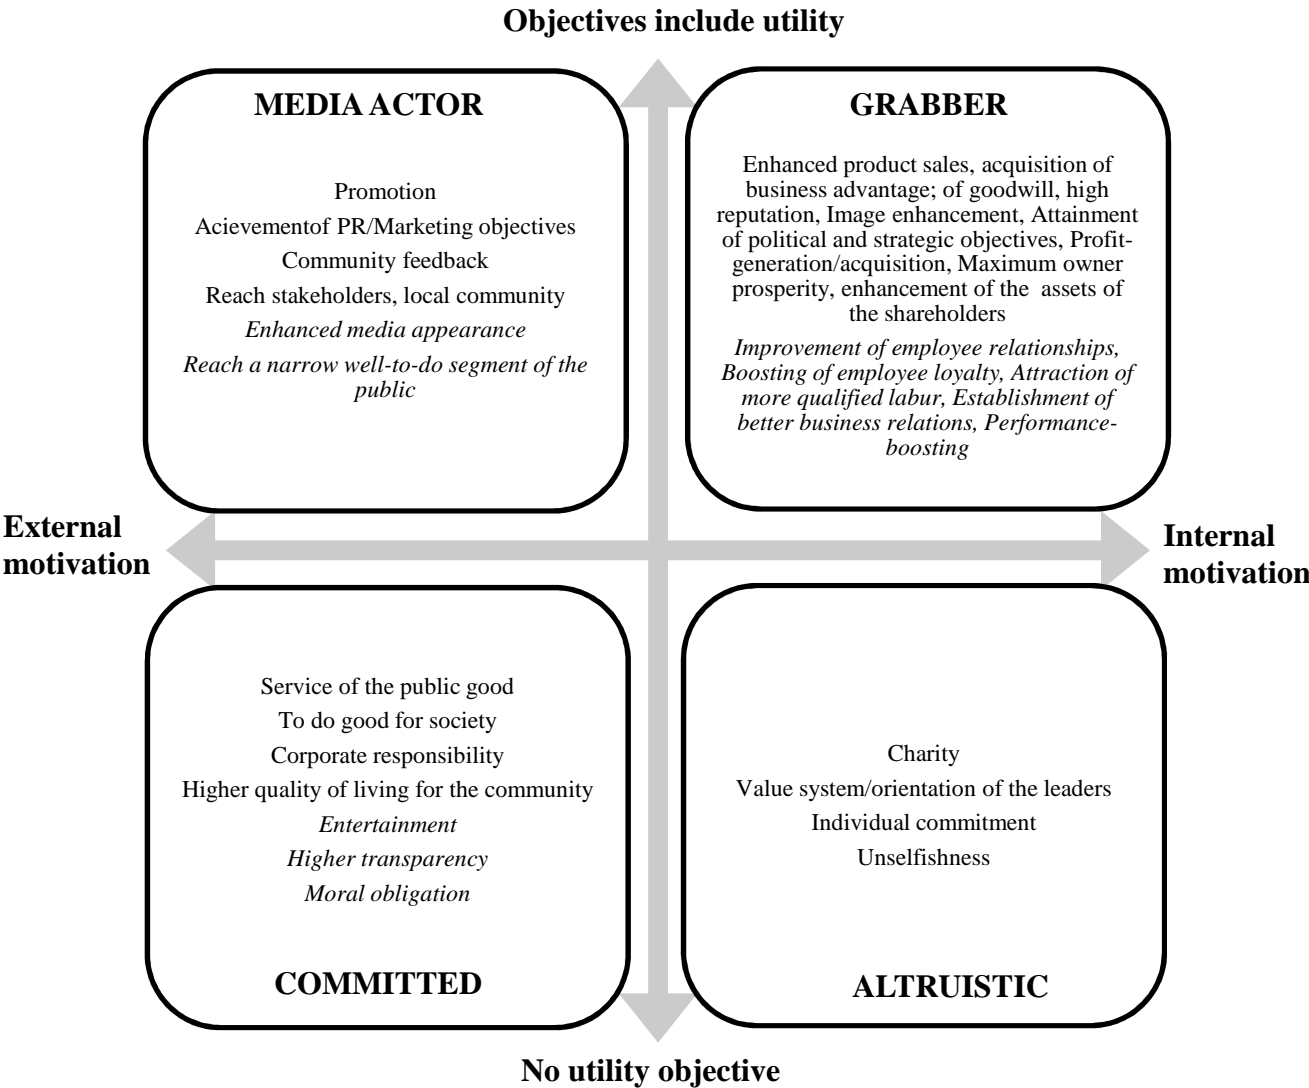 Objectives include utility
MEDIA ACTOR
Promotion
Acievementof PR/Marketing objectives
Community feedback
Reach stakeholders, local community
Enhanced media appearance
Reach a narrow well-to-do segment of the
public
GRABBER
Enhanced product sales, acquisition of
business advantage; of goodwill, high
reputation, Image enhancement, Attainment
of political and strategic objectives, Profit-
generation/acquisition, Maximum owner
prosperity, enhancement of the assets of
the shareholders
Improvement of employee relationships,
Boosting of employee loyalty, Attraction of
more qualified labur, Establishment of
better business relations, Performance-
boosting
External
motivation
Internal
motivation
Service of the public good
To do good for society
Corporate responsibility
Higher quality of living for the community
Entertainment
Higher transparency
Moral obligation
COMMITTED
Charity
Value system/orientation of the leaders
Individual commitment
Unselfishness
ALTRUISTIC
No utility objective